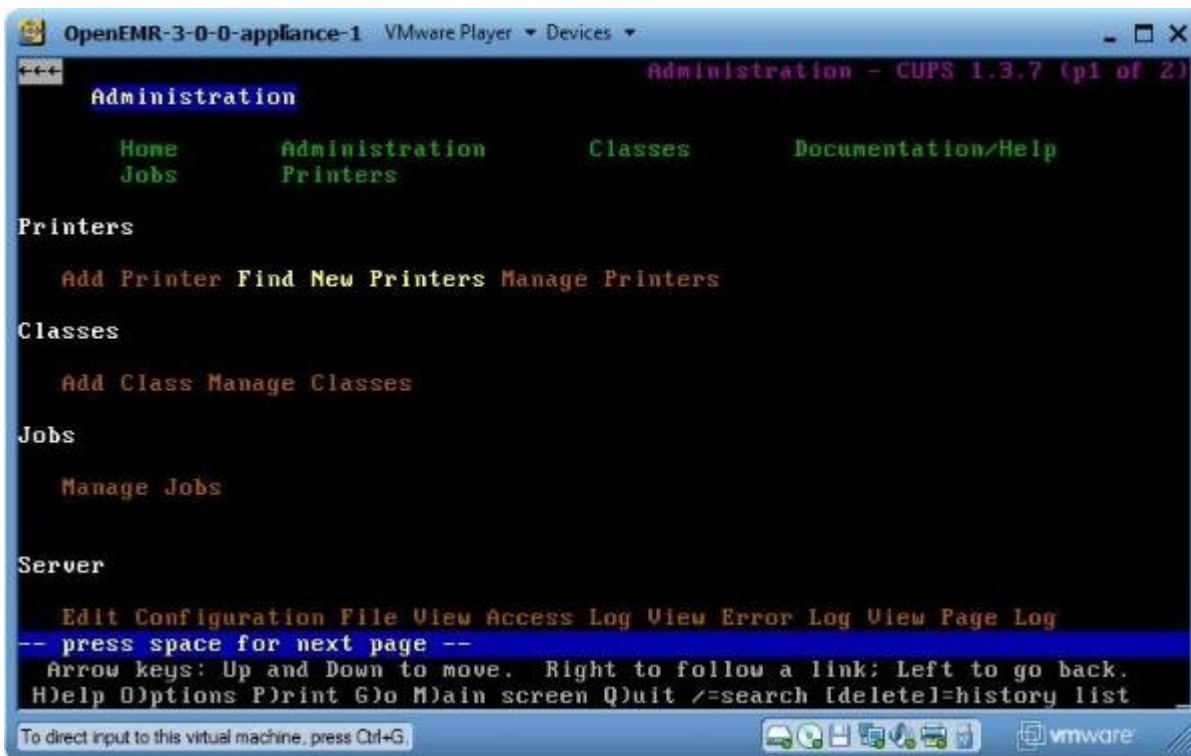 OpenEMR-3-0-0-appliance-1 VMware Player Devices
←←← Administration - CUPS 1.3.7 (p1 of 2)
Administration
Home Administration Classes Documentation/Help
Jobs Printers
Printers
Add Printer Find New Printers Manage Printers
Classes
Add Class Manage Classes
Jobs
Manage Jobs
Server
Edit Configuration File View Access Log View Error Log View Page Log
-- press space for next page --
Arrow keys: Up and Down to move. Right to follow a link; Left to go back.
H)elp O)ptions P)rint G)o M)ain screen Q)uit /=search [delete]=history list
To direct input to this virtual machine, press Ctrl+G.
vmware